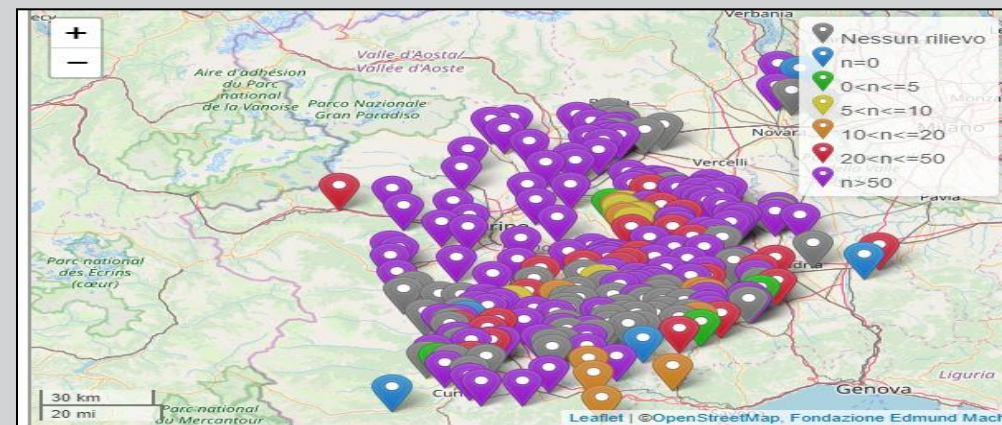 Verbania
+
−
Valle d'Aosta/
Vallée d'Aoste
Aire d'adhésion
du Parc
national
de la Vanoise
Parco Nazionale
Gran Paradiso
Nessun rilievo
n=0
0<n<=5
5<n<=10
10<n<=20
20<n<=50
n>50
Novara
Milano
Vercelli
Pavia
Parc national
des Écrins
(cœur)
Genova
Liguria
30 km
20 mi
Parc national
du Mercantour
Leaflet | ©OpenStreetMap, Fondazione Edmund Mach